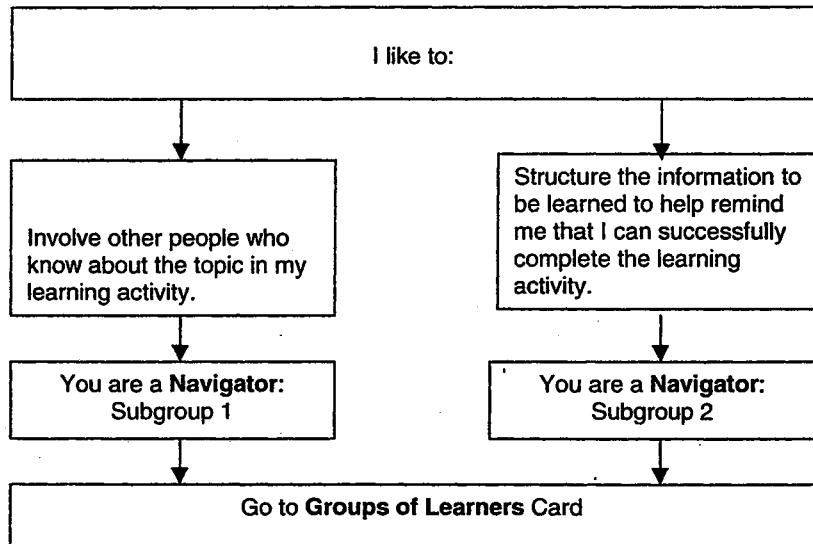 I like to:
Involve other people who
know about the topic in my
learning activity.
Structure the information to
be learned to help remind
me that I can successfully
complete the learning
activity.
You are a Navigator:
Subgroup 1
You are a Navigator:
Subgroup 2
Go to Groups of Learners Card